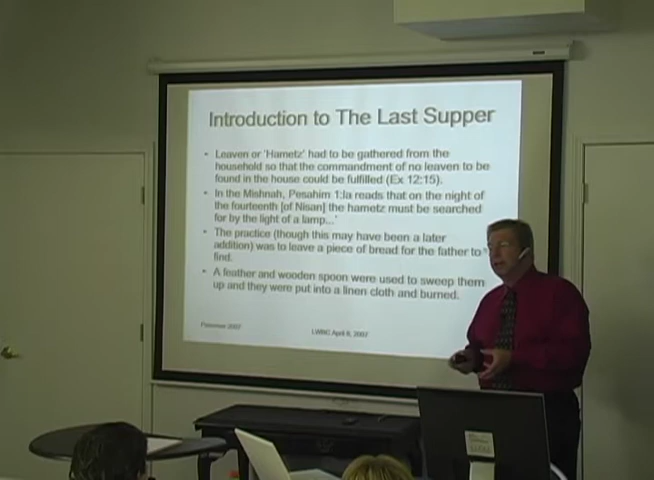 Introduction to The Last Supper
• Leaven or 'Hametz' had to be gathered from the
household so that the commandment of no leaven to be
found in the house could be fulfilled (Ex 12:15).
• In the Mishnah, Pesahim 1:Ia reads that on the night of
the fourteenth [of Nisan] the hametz must be searched
for by the light of a lamp...'
• The practice (though this may have been a later
addition) was to leave a piece of bread for the father to
find.
• A feather and wooden spoon were used to sweep them
up and they were put into a linen cloth and burned.
2007
LWNC April 6, 2007